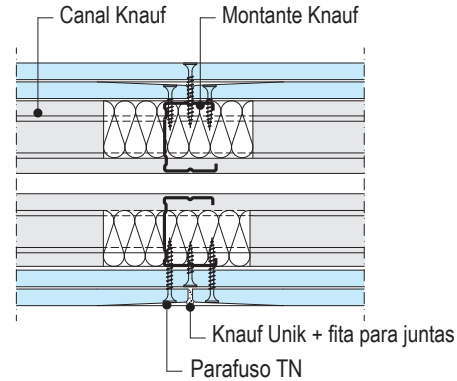 Canal Knauf
Montante Knauf
Knauf Unik + fita para juntas
Parafuso TN